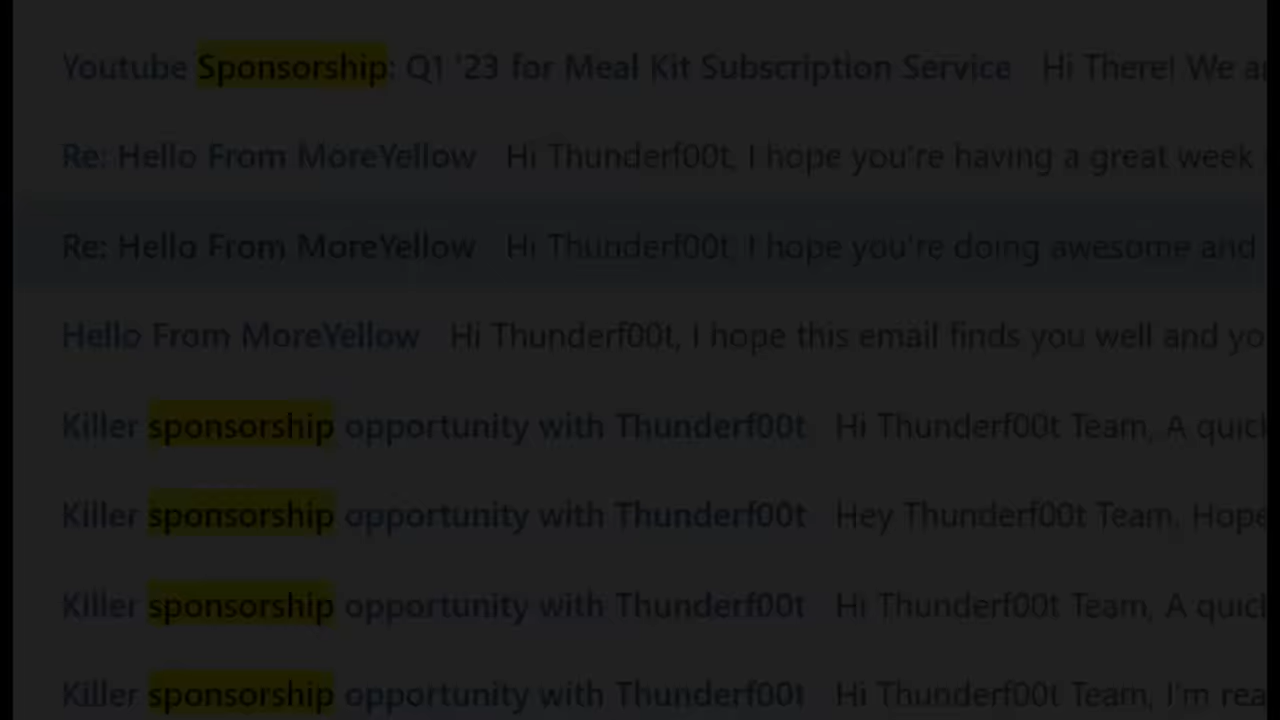 Youtube Sponsorship: Q1 '23 for Meal Kit Subscription Service Hi There! We
Re: Hello From MoreYellow Hi Thunderf00t, I hope you're having a great week
Re: Hello From MoreYellow Hi Thunderf00t, I hope you're doing awesome and
Hello From MoreYellow Hi Thunderf00t, I hope this email finds you well and yo
Killer sponsorship opportunity with Thunderf00t Hi Thunderf00t Team, A quic
Killer sponsorship opportunity with Thunderf00t Hey Thunderf00t Team, Hope
Killer sponsorship opportunity with Thunderf00t Hi Thunderf00t Team, A quic
Killer sponsorship opportunity with Thunderf00t Hi Thunderf00t Team, I'm rea